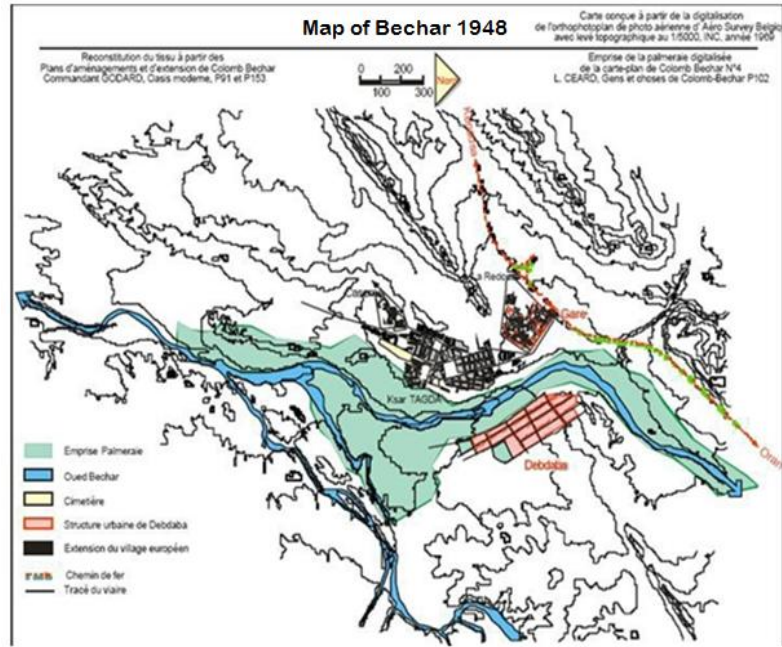 Map of Bechar 1948
Carte conçue à partir de la digitalisation
de l'orthophotoplan de photo aérienne d' Aéro Survey Belgiq
avec levé topographique au 1/5000, INC, année 1969
Reconstitution du tissu à partir des
Plans d'aménagements et d'extension de Colomb Bechar
Commandant GODARD, Oasis moderne, P91 et P153
0 200
100 300
Nord
Emprise de la palmeraie digitalisée
de la carte-plan de Colomb Bechar N°4
L. CEARD, Gens et choses de Colomb-Bechar P102
La Redoute
Gare
Ksar TAGDA
Debdaba
Oran
Emprise Palmeraie
Oued Bechar
Cimetière
Structure urbaine de Debdaba
Extension du village européen
Chemin de fer
Tracé du viaire